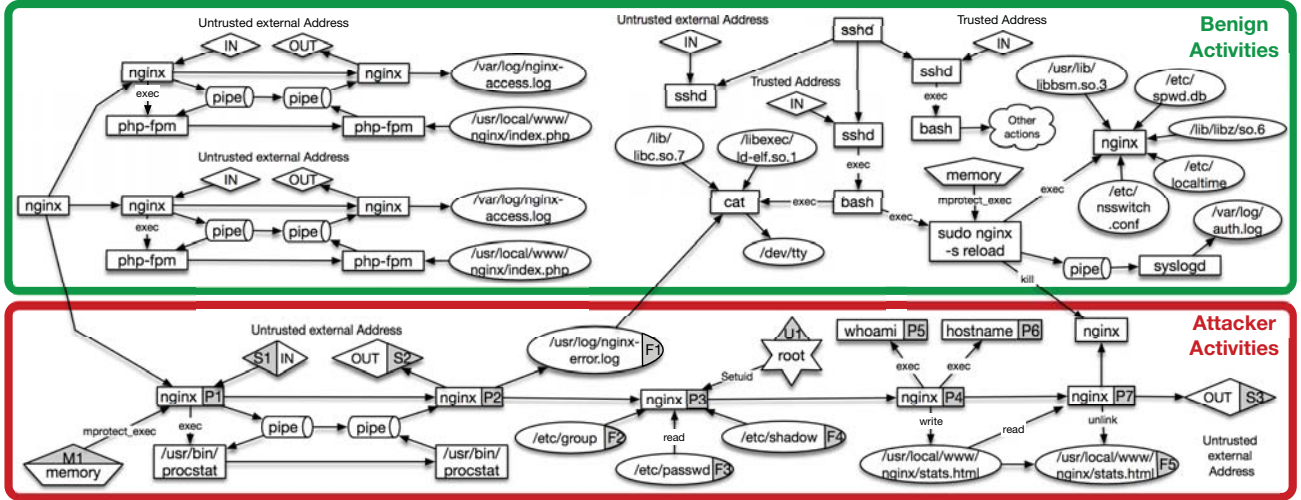 Benign
Activities
Untrusted external Address
IN
OUT
nginx
nginx
/var/log/nginx-
access.log
exec
pipe
pipe
php-fpm
php-fpm
/usr/local/www/
nginx/index.php
Untrusted external Address
IN
OUT
nginx
nginx
nginx
/var/log/nginx-
access.log
exec
pipe
pipe
php-fpm
php-fpm
/usr/local/www/
nginx/index.php
Untrusted external Address
IN
sshd
sshd
Trusted Address
IN
sshd
Trusted Address
IN
sshd
exec
bash
Other
actions
exec
bash
exec
exec
/lib/
libc.so.7
/libexec/
ld-elf.so.1
cat
/dev/tty
memory
mprotect_exec
sudo nginx
-s reload
exec
kill
/usr/lib/
libbsm.so.3
/etc/
spwd.db
/lib/libz/so.6
nginx
/etc/
localtime
/etc/
nsswitch
.conf
/var/log/
auth.log
pipe
syslogd
Attacker
Activities
Untrusted external Address
S1 IN
OUT S2
nginx P1
nginx P2
mprotect_exec
M1
memory
exec
pipe
pipe
/usr/bin/
procstat
/usr/bin/
procstat
/usr/log/nginx-
error.log
F1
U1
root
Setuid
nginx P3
/etc/group F2
read
/etc/passwd F3
/etc/shadow F4
whoami P5
hostname P6
exec
exec
nginx P4
write
/usr/local/www/
nginx/stats.html
read
nginx
nginx P7
unlink
/usr/local/www/
nginx/stats.html F5
OUT S3
Untrusted
external
Address